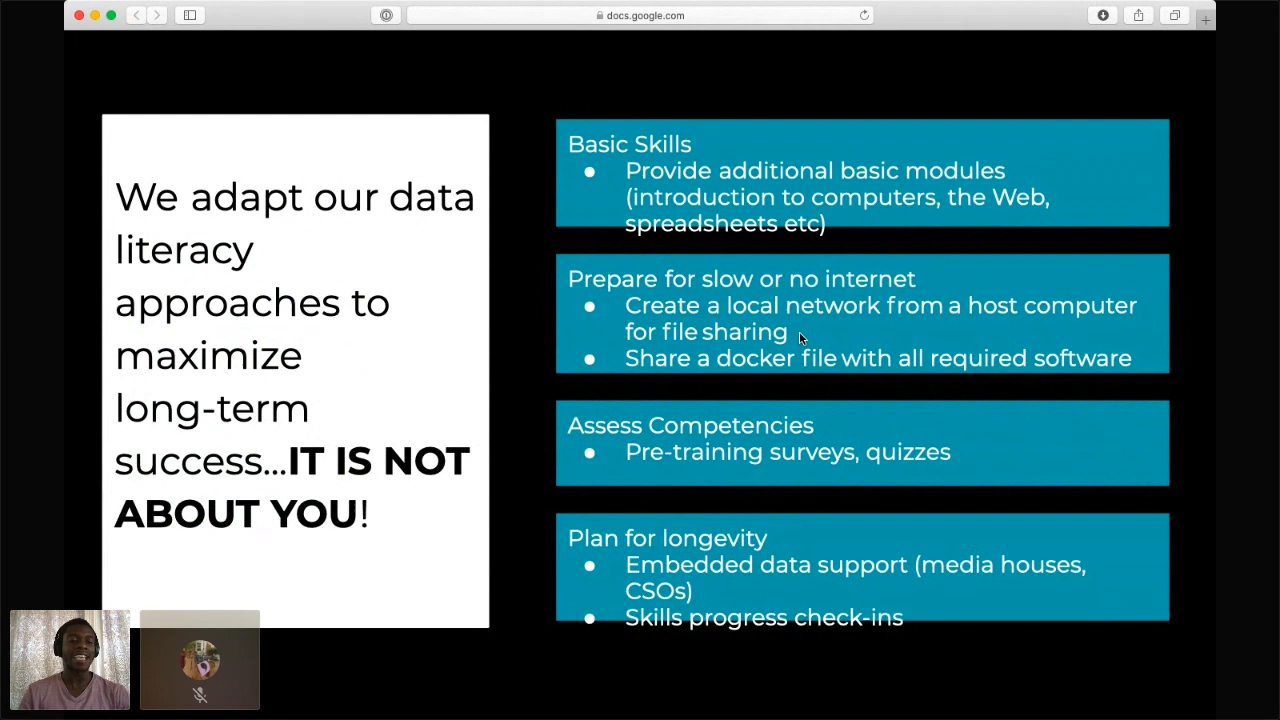 docs.google.com
We adapt our data
literacy
approaches to
maximize
long-term
success...IT IS NOT
ABOUT YOU!
Basic Skills
● Provide additional basic modules
(introduction to computers, the Web,
spreadsheets etc)
Prepare for slow or no internet
● Create a local network from a host computer
for file sharing
● Share a docker file with all required software
Assess Competencies
● Pre-training surveys, quizzes
Plan for longevity
● Embedded data support (media houses,
CSOs)
● Skills progress check-ins